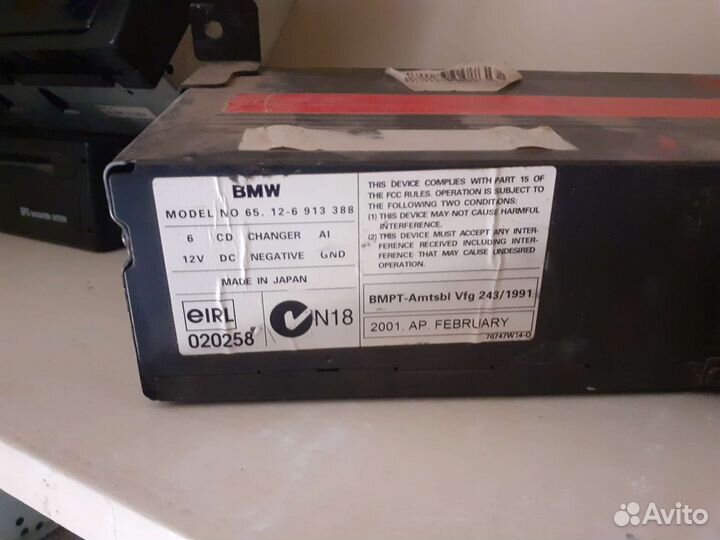 BMW
MODEL NO 65. 12-6 913 388
6 CD CHANGER AI
12V DC NEGATIVE GND
MADE IN JAPAN
eIRL
020258
N18
THIS DEVICE COMPLIES WITH PART 15 OF
THE FCC RULES. OPERATION IS SUBJECT TO
THE FOLLOWING TWO CONDITIONS:
(1) THIS DEVICE MAY NOT CAUSE HARMFUL
INTERFERENCE.
(2) THIS DEVICE MUST ACCEPT ANY INTER-
FERENCE RECEIVED INCLUDING INTER-
FERENCE THAT MAY CAUSE UNDESIRED
OPERATION.
BMPT-Amtsbl Vfg 243/1991
2001. AP. FEBRUARY
70747W14-0
Avito